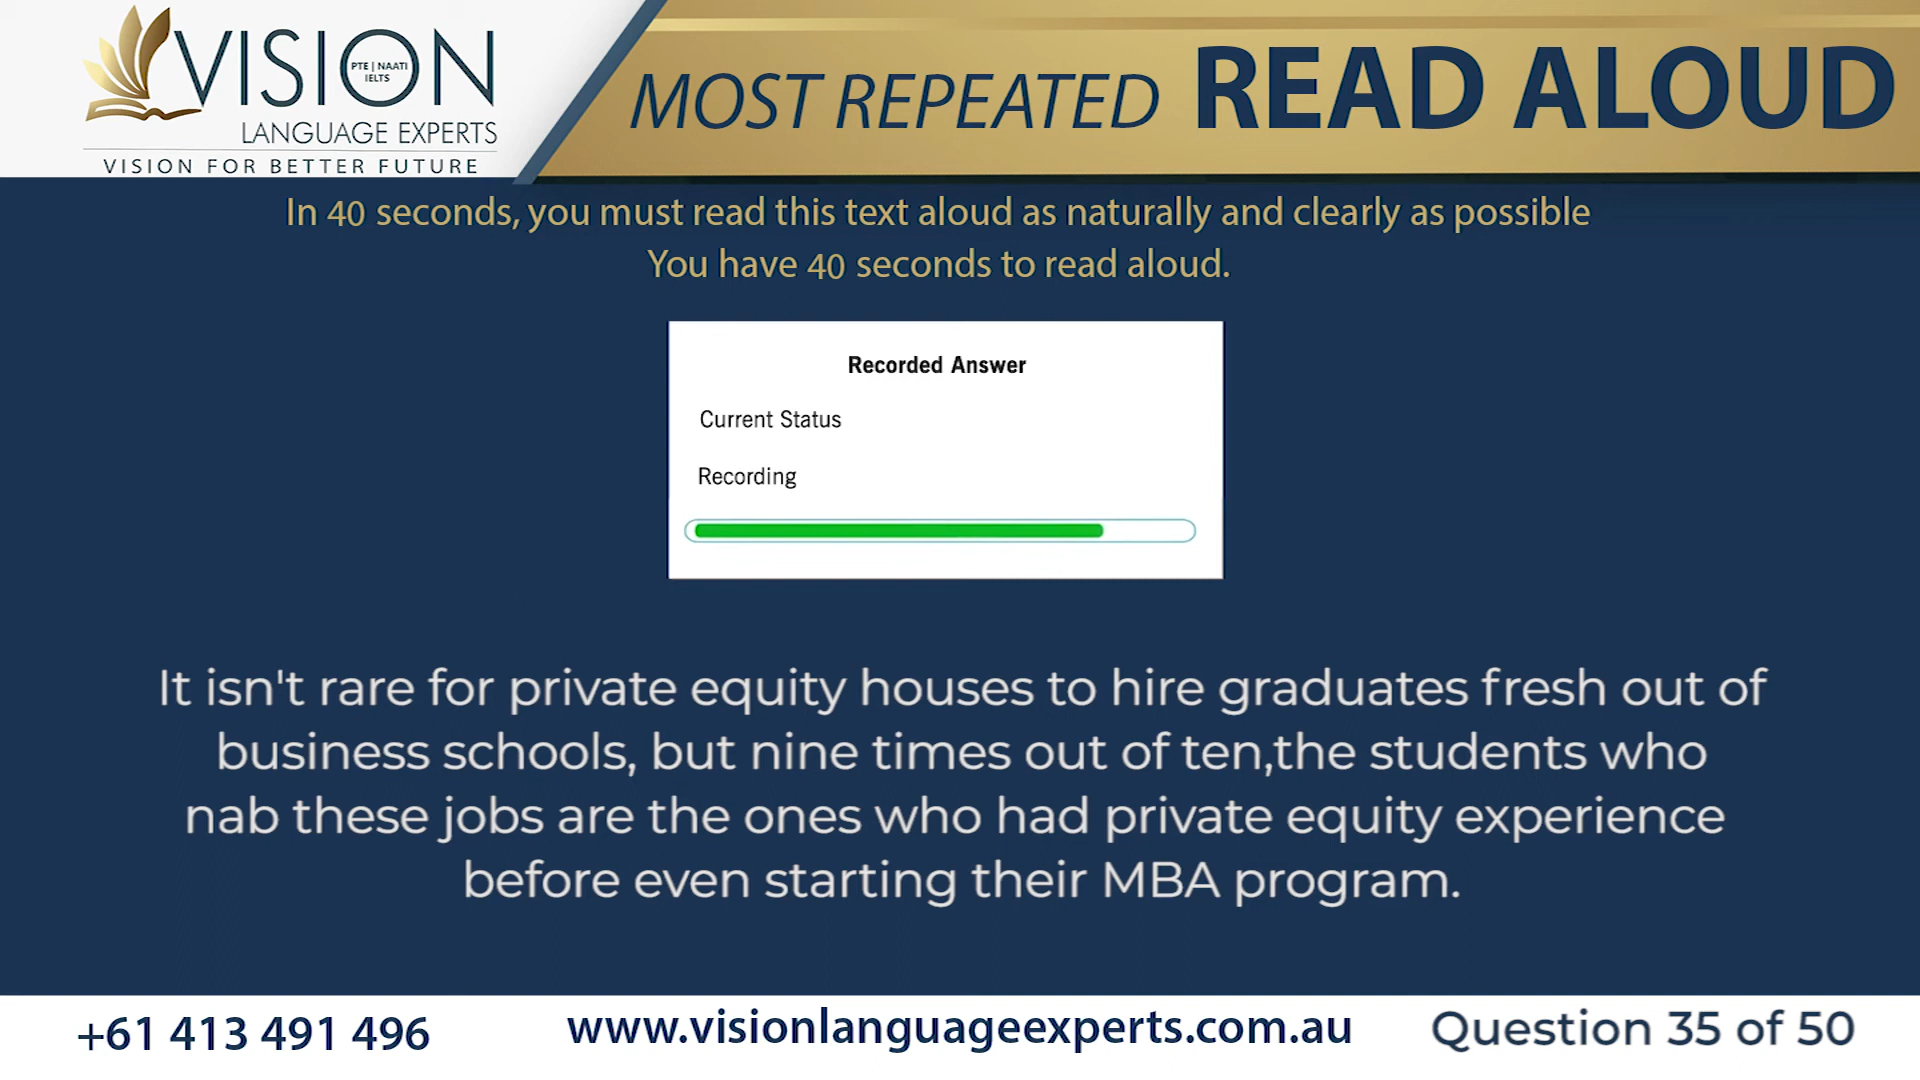 VISION
PTE | NAATI
IELTS
LANGUAGE EXPERTS
VISION FOR BETTER FUTURE
MOST REPEATED READ ALOUD
In 40 seconds, you must read this text aloud as naturally and clearly as possible
You have 40 seconds to read aloud.
Recorded Answer
Current Status
Recording
It isn't rare for private equity houses to hire graduates fresh out of
business schools, but nine times out of ten,the students who
nab these jobs are the ones who had private equity experience
before even starting their MBA program.
+61 413 491 496
www.visionlanguageexperts.com.au
Question 35 of 50